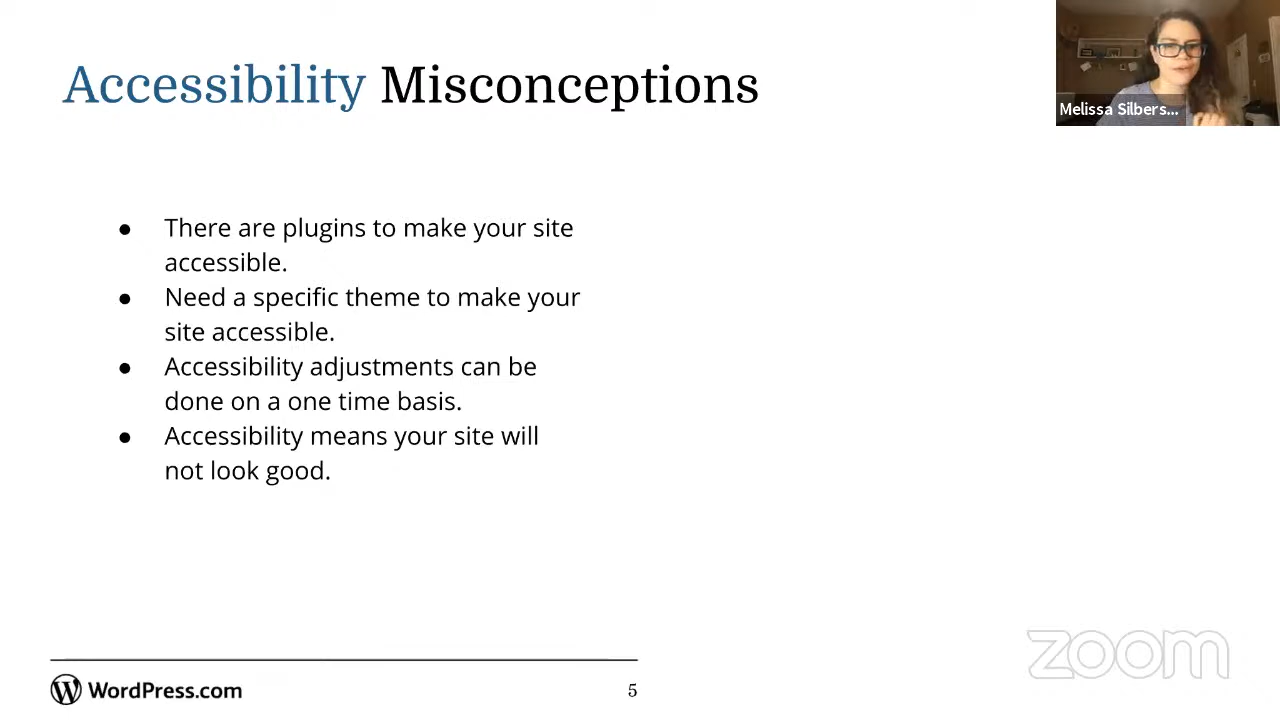 Accessibility Misconceptions
Melissa Silbers...
● There are plugins to make your site
accessible.
● Need a specific theme to make your
site accessible.
● Accessibility adjustments can be
done on a one time basis.
● Accessibility means your site will
not look good.
zoom
WordPress.com
5